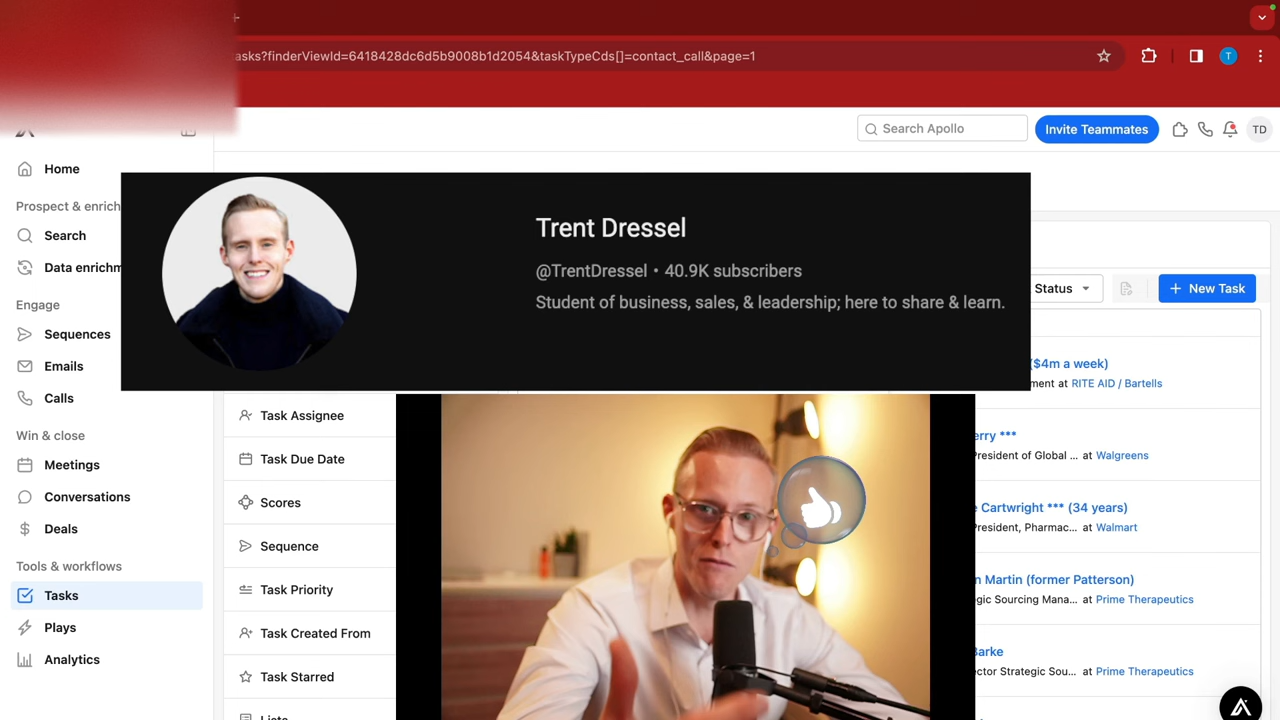 asks?finderViewId=6418428dc6d5b9008b1d2054&taskTypeCds[]=contact_call&page=1
T
Search Apollo
Invite Teammates
TD
Home
Prospect & enrich
Search
Data enrichm
Engage
Sequences
Emails
Calls
Win & close
Meetings
Conversations
Deals
Tools & workflows
Tasks
Plays
Analytics
Trent Dressel
@TrentDressel • 40.9K subscribers
Student of business, sales, & leadership; here to share & learn.
Status
+ New Task
Task Assignee
Task Due Date
Scores
Sequence
Task Priority
Task Created From
Task Starred
($4m a week)
ment at RITE AID / Bartells
erry ***
President of Global ... at Walgreens
e Cartwright *** (34 years)
President, Pharmac... at Walmart
n Martin (former Patterson)
gic Sourcing Mana... at Prime Therapeutics
Barke
ctor Strategic Sou... at Prime Therapeutics